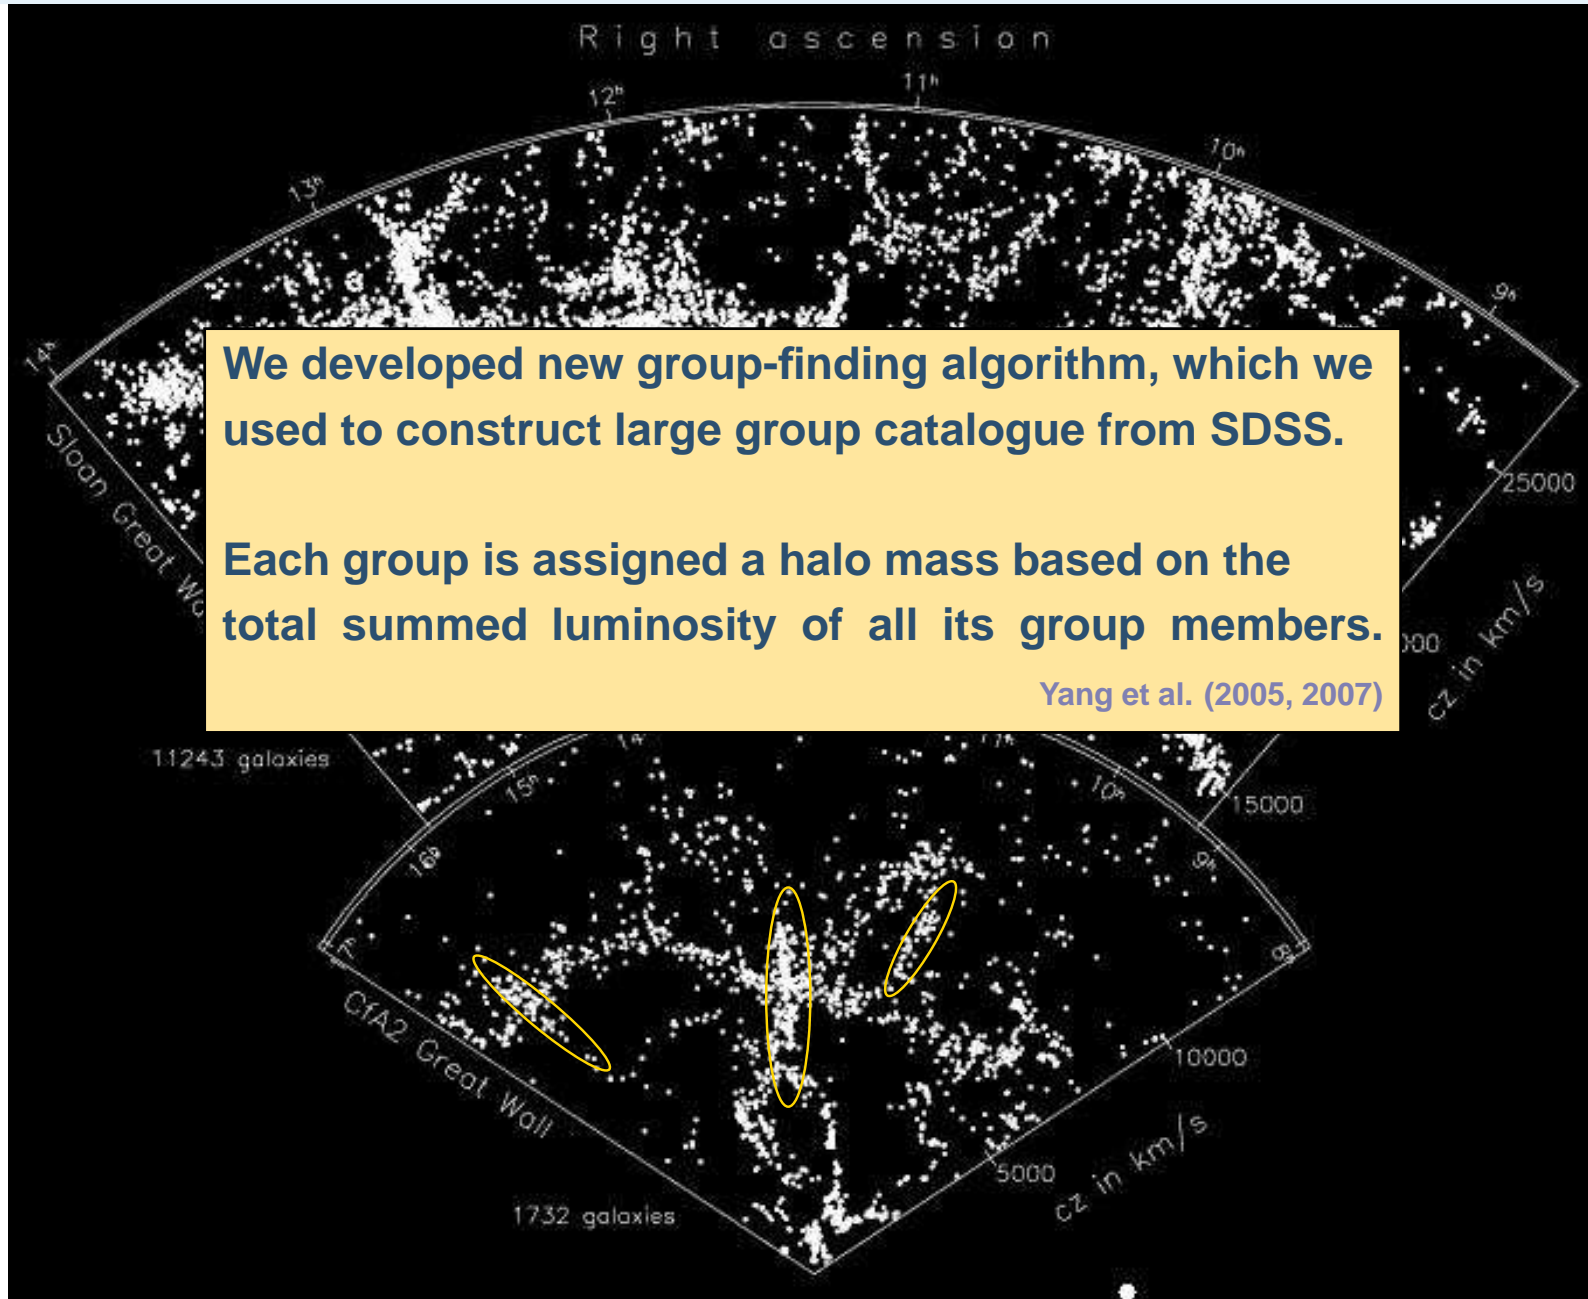 Right ascension
11ʰ
12ʰ
10ʰ
13ʰ
9ʰ
14ʰ
We developed new group-finding algorithm, which we
used to construct large group catalogue from SDSS.
Each group is assigned a halo mass based on the
total summed luminosity of all its group members.
Yang et al. (2005, 2007)
Sloan Great
25000
cz in km/s
11243 galaxies
15ʰ
10ʰ
15000
16ʰ
9ʰ
8ʰ
CfA2 Great Wall
10000
5000
cz in km/s
1732 galaxies